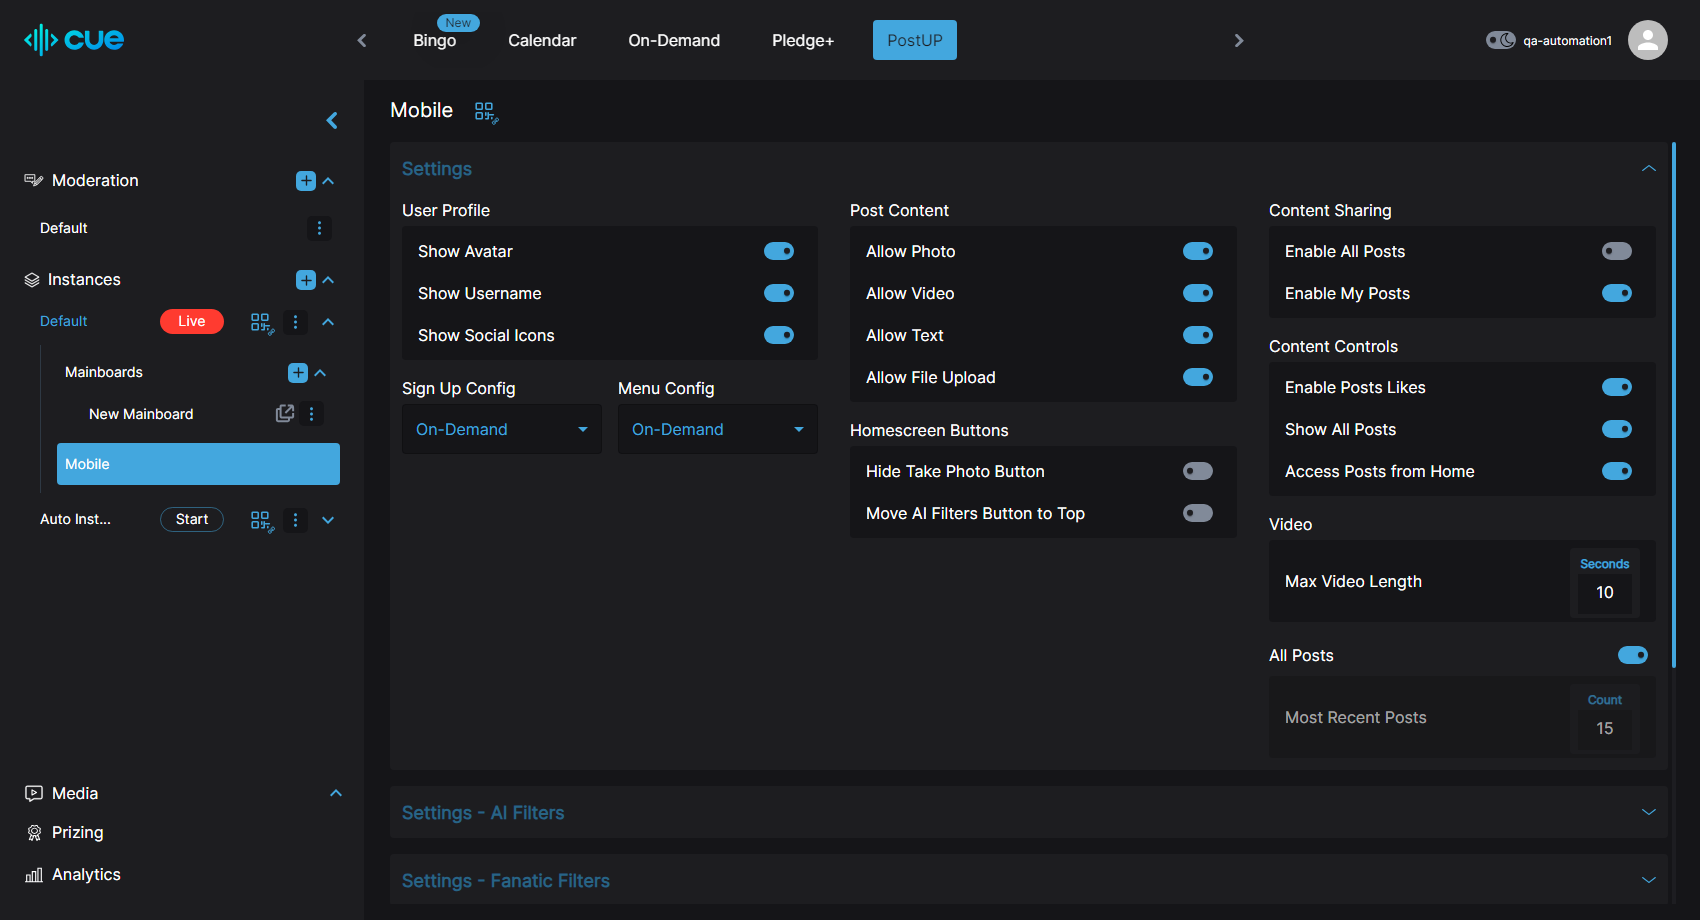 cue
New
Bingo
Calendar
On-Demand
Pledge+
PostUP
qa-automation1
Moderation
Default
Instances
Default
Live
Mainboards
New Mainboard
Mobile
Auto Inst...
Start
Media
Prizing
Analytics
Mobile
Settings
User Profile
Show Avatar
Show Username
Show Social Icons
Sign Up Config
On-Demand
Menu Config
On-Demand
Post Content
Allow Photo
Allow Video
Allow Text
Allow File Upload
Homescreen Buttons
Hide Take Photo Button
Move AI Filters Button to Top
Content Sharing
Enable All Posts
Enable My Posts
Content Controls
Enable Posts Likes
Show All Posts
Access Posts from Home
Video
Max Video Length
Seconds
10
All Posts
Most Recent Posts
Count
15
Settings - AI Filters
Settings - Fanatic Filters